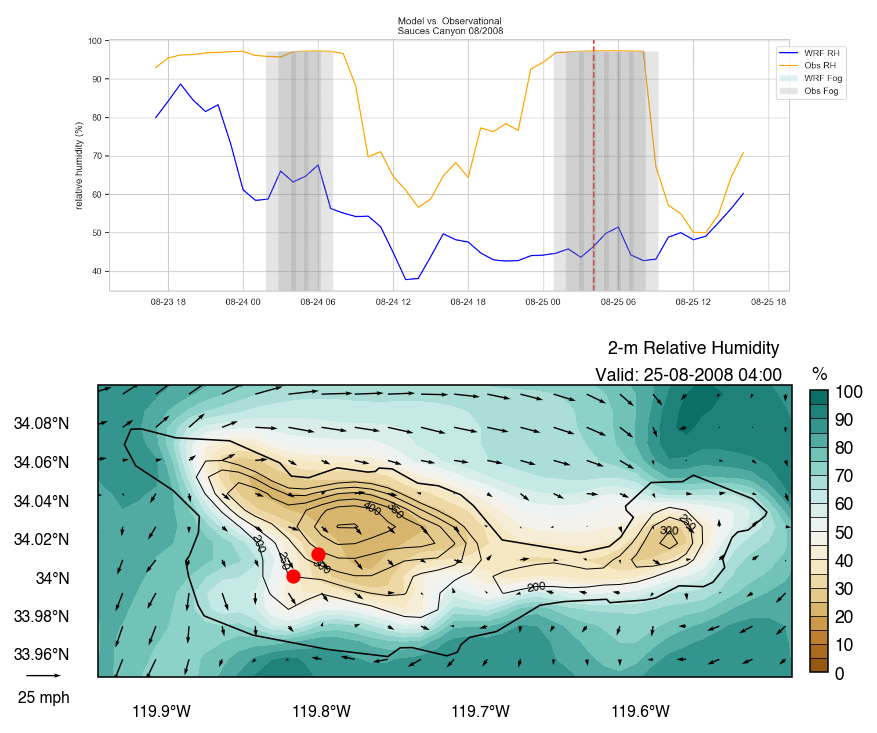 Model vs. Observational
Sauces Canyon 08/2008
relative humidity (%)
100
90
80
70
60
50
40
08-23 18
08-24 00
08-24 06
08-24 12
08-24 18
08-25 00
08-25 06
08-25 12
08-25 18
WRF RH
Obs RH
WRF Fog
Obs Fog
2-m Relative Humidity
Valid: 25-08-2008 04:00
%
34.08°N
34.06°N
34.04°N
34.02°N
34°N
33.98°N
33.96°N
25 mph
119.9°W
119.8°W
119.7°W
119.6°W
400
350
200
250
300
200
250
300
100
90
80
70
60
50
40
30
20
10
0